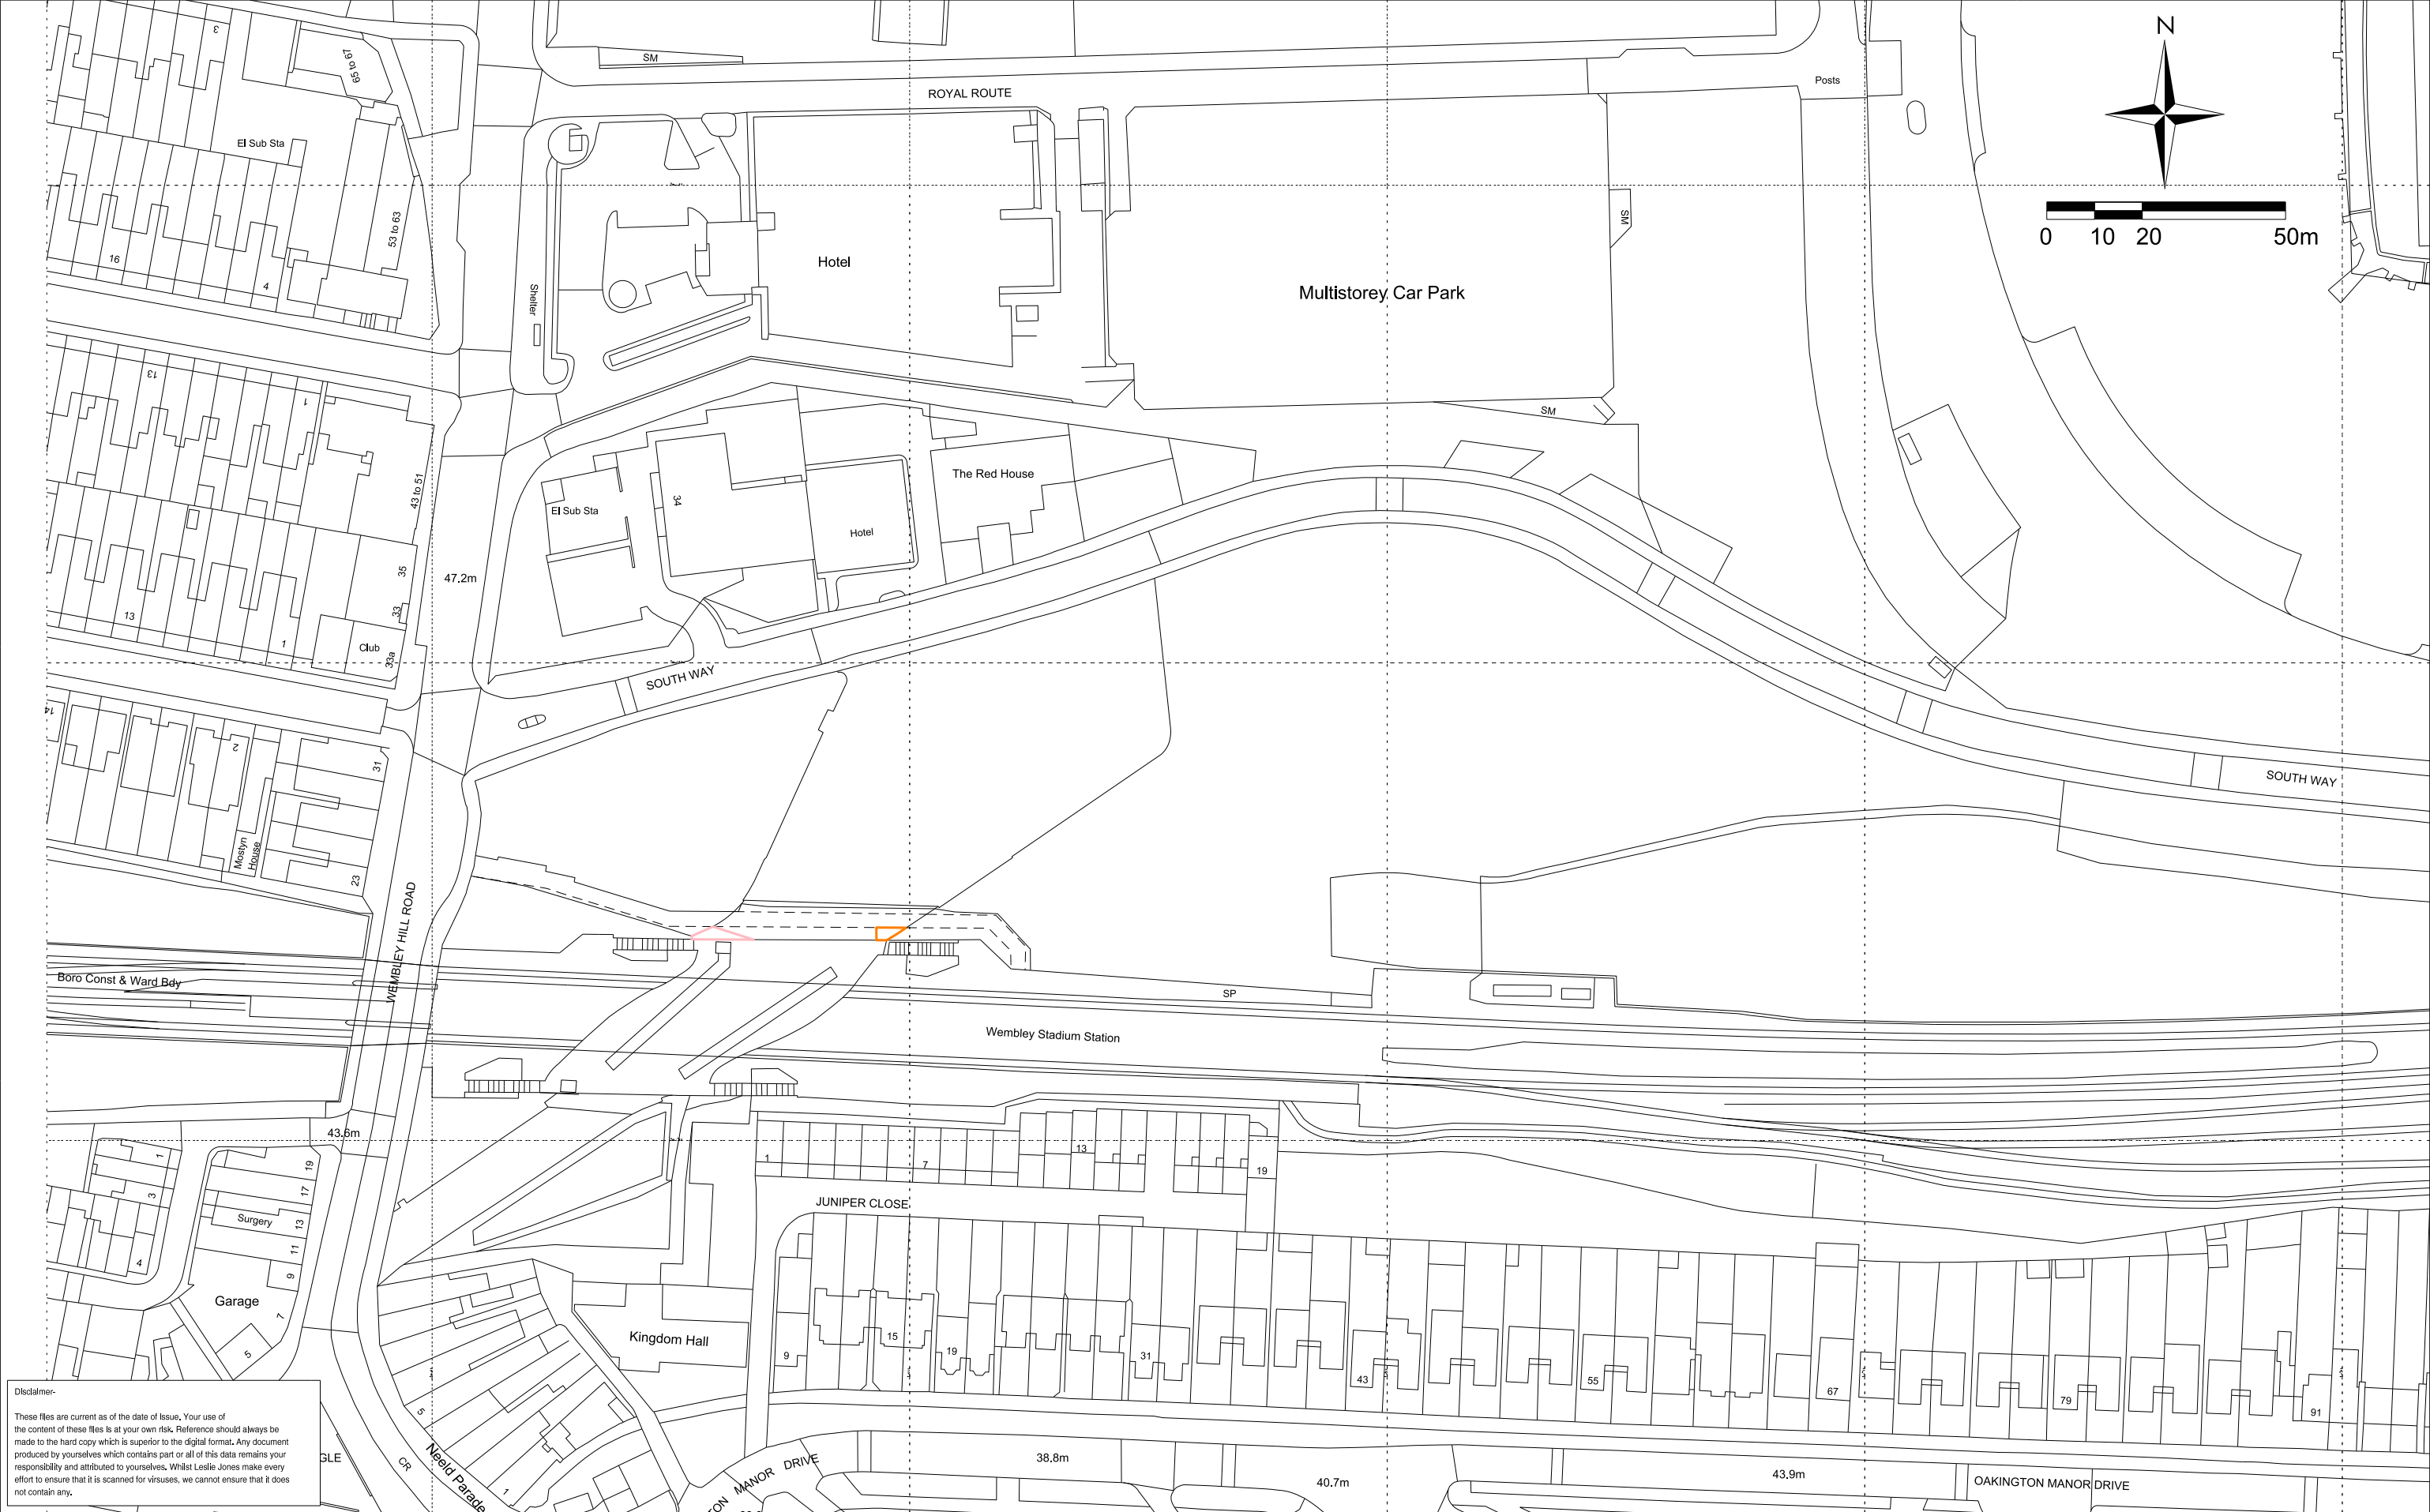 3
65 to 67
SM
ROYAL ROUTE
Posts
N
El Sub Sta
53 to 63
16
4
Shelter
Hotel
Multistorey Car Park
SM
0 10 20 50m
13
1
43 to 51
SM
The Red House
34
El Sub Sta
Hotel
47.2m
35
33
33a
13
1
Club
SOUTH WAY
14
2
31
Mostyn
House
23
SOUTH WAY
WEMBLEY HILL ROAD
Boro Const & Ward Bdy
SP
Wembley Stadium Station
43.6m
1
3
4
19
17
13
11
9
7
5
Surgery
Garage
1
7
13
19
JUNIPER CLOSE
Kingdom Hall
9
15
19
31
43
55
67
79
91
5
1
CR
Neeld Parade
GLE
TON MANOR DRIVE
38.8m
40.7m
43.9m
OAKINGTON MANOR DRIVE
Disclaimer-
These files are current as of the date of issue. Your use of
the content of these files is at your own risk. Reference should always be
made to the hard copy which is superior to the digital format. Any document
produced by yourselves which contains part or all of this data remains your
responsibility and attributed to yourselves. Whilst Leslie Jones make every
effort to ensure that it is scanned for virsuses, we cannot ensure that it does
not contain any.